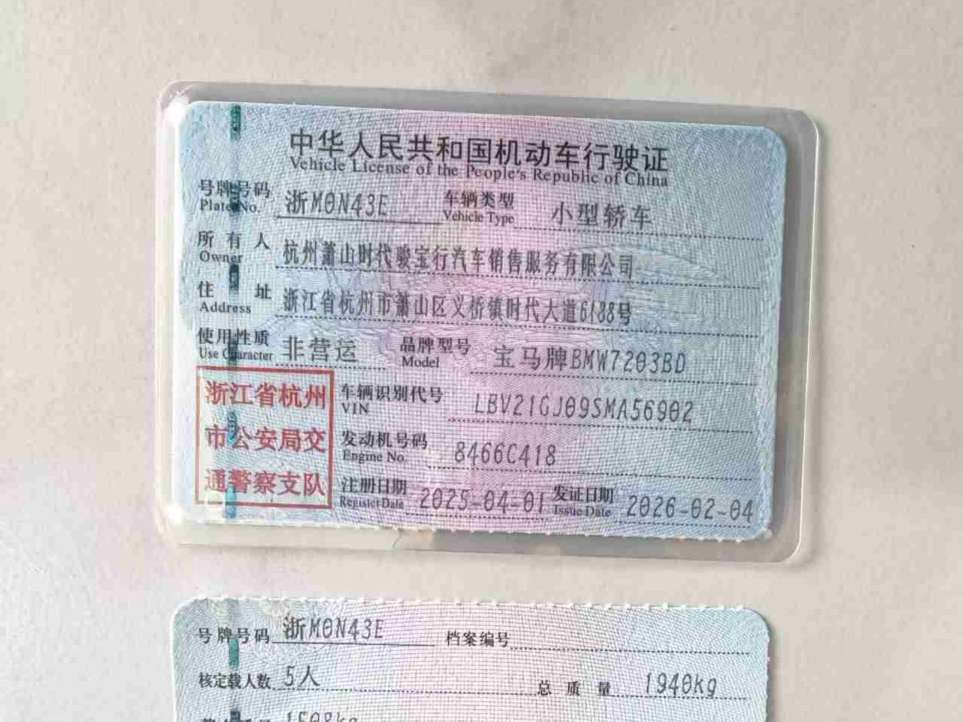 中华人民共和国机动车行驶证
Vehicle License of the People's Republic of China
号牌号码 浙M0N43E 车辆类型 小型轿车
Plate No. Vehicle Type
所有人 杭州萧山时代骏宝行汽车销售服务有限公司
Owner
住址 浙江省杭州市萧山区义桥镇时代大道6188号
Address
使用性质 非营运 品牌型号 宝马牌BMW7203BD
Use Character Model
浙江省杭州
市公安局交
通警察支队
车辆识别代号 LBV21GJ09SMA56902
VIN
发动机号码 8466C418
Engine No.
注册日期 2025-04-01 发证日期 2026-02-04
Register Date Issue Date
号牌号码 浙M0N43E 档案编号
核定载人数 5人 总质量 1940kg